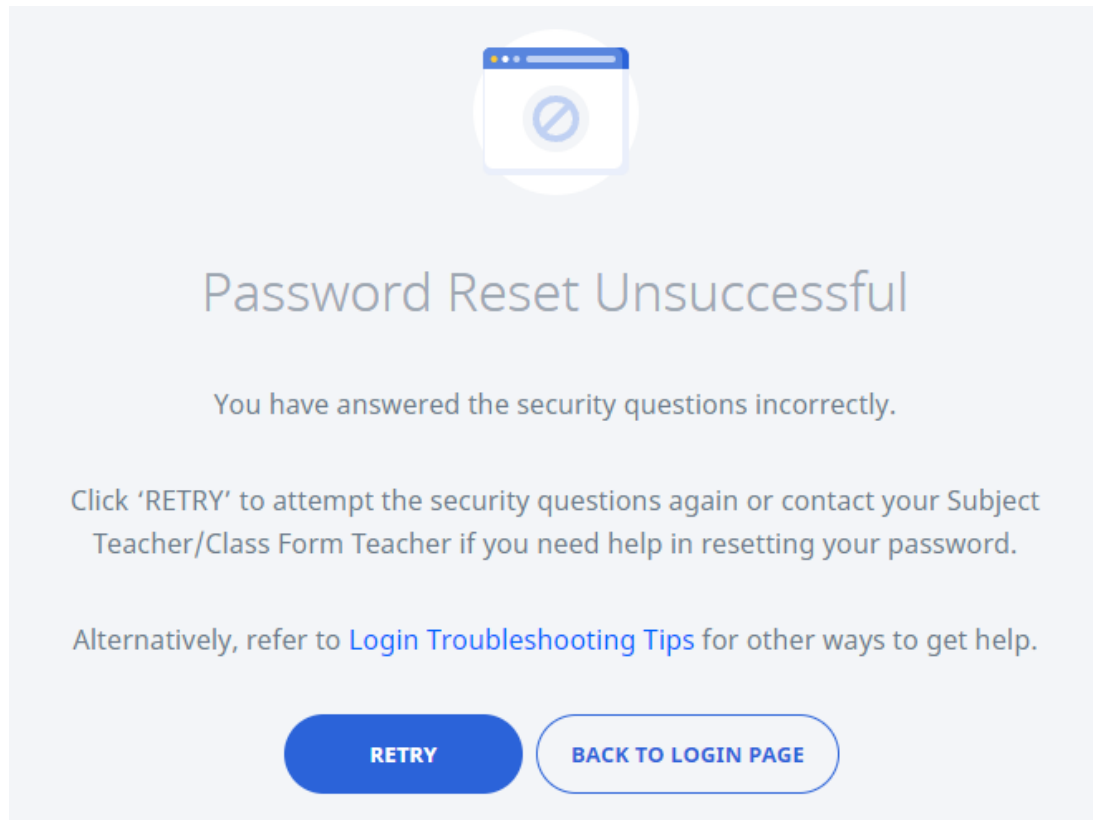 Password Reset Unsuccessful
You have answered the security questions incorrectly.
Click ‘RETRY’ to attempt the security questions again or contact your Subject
Teacher/Class Form Teacher if you need help in resetting your password.
Alternatively, refer to Login Troubleshooting Tips for other ways to get help.
RETRY
BACK TO LOGIN PAGE